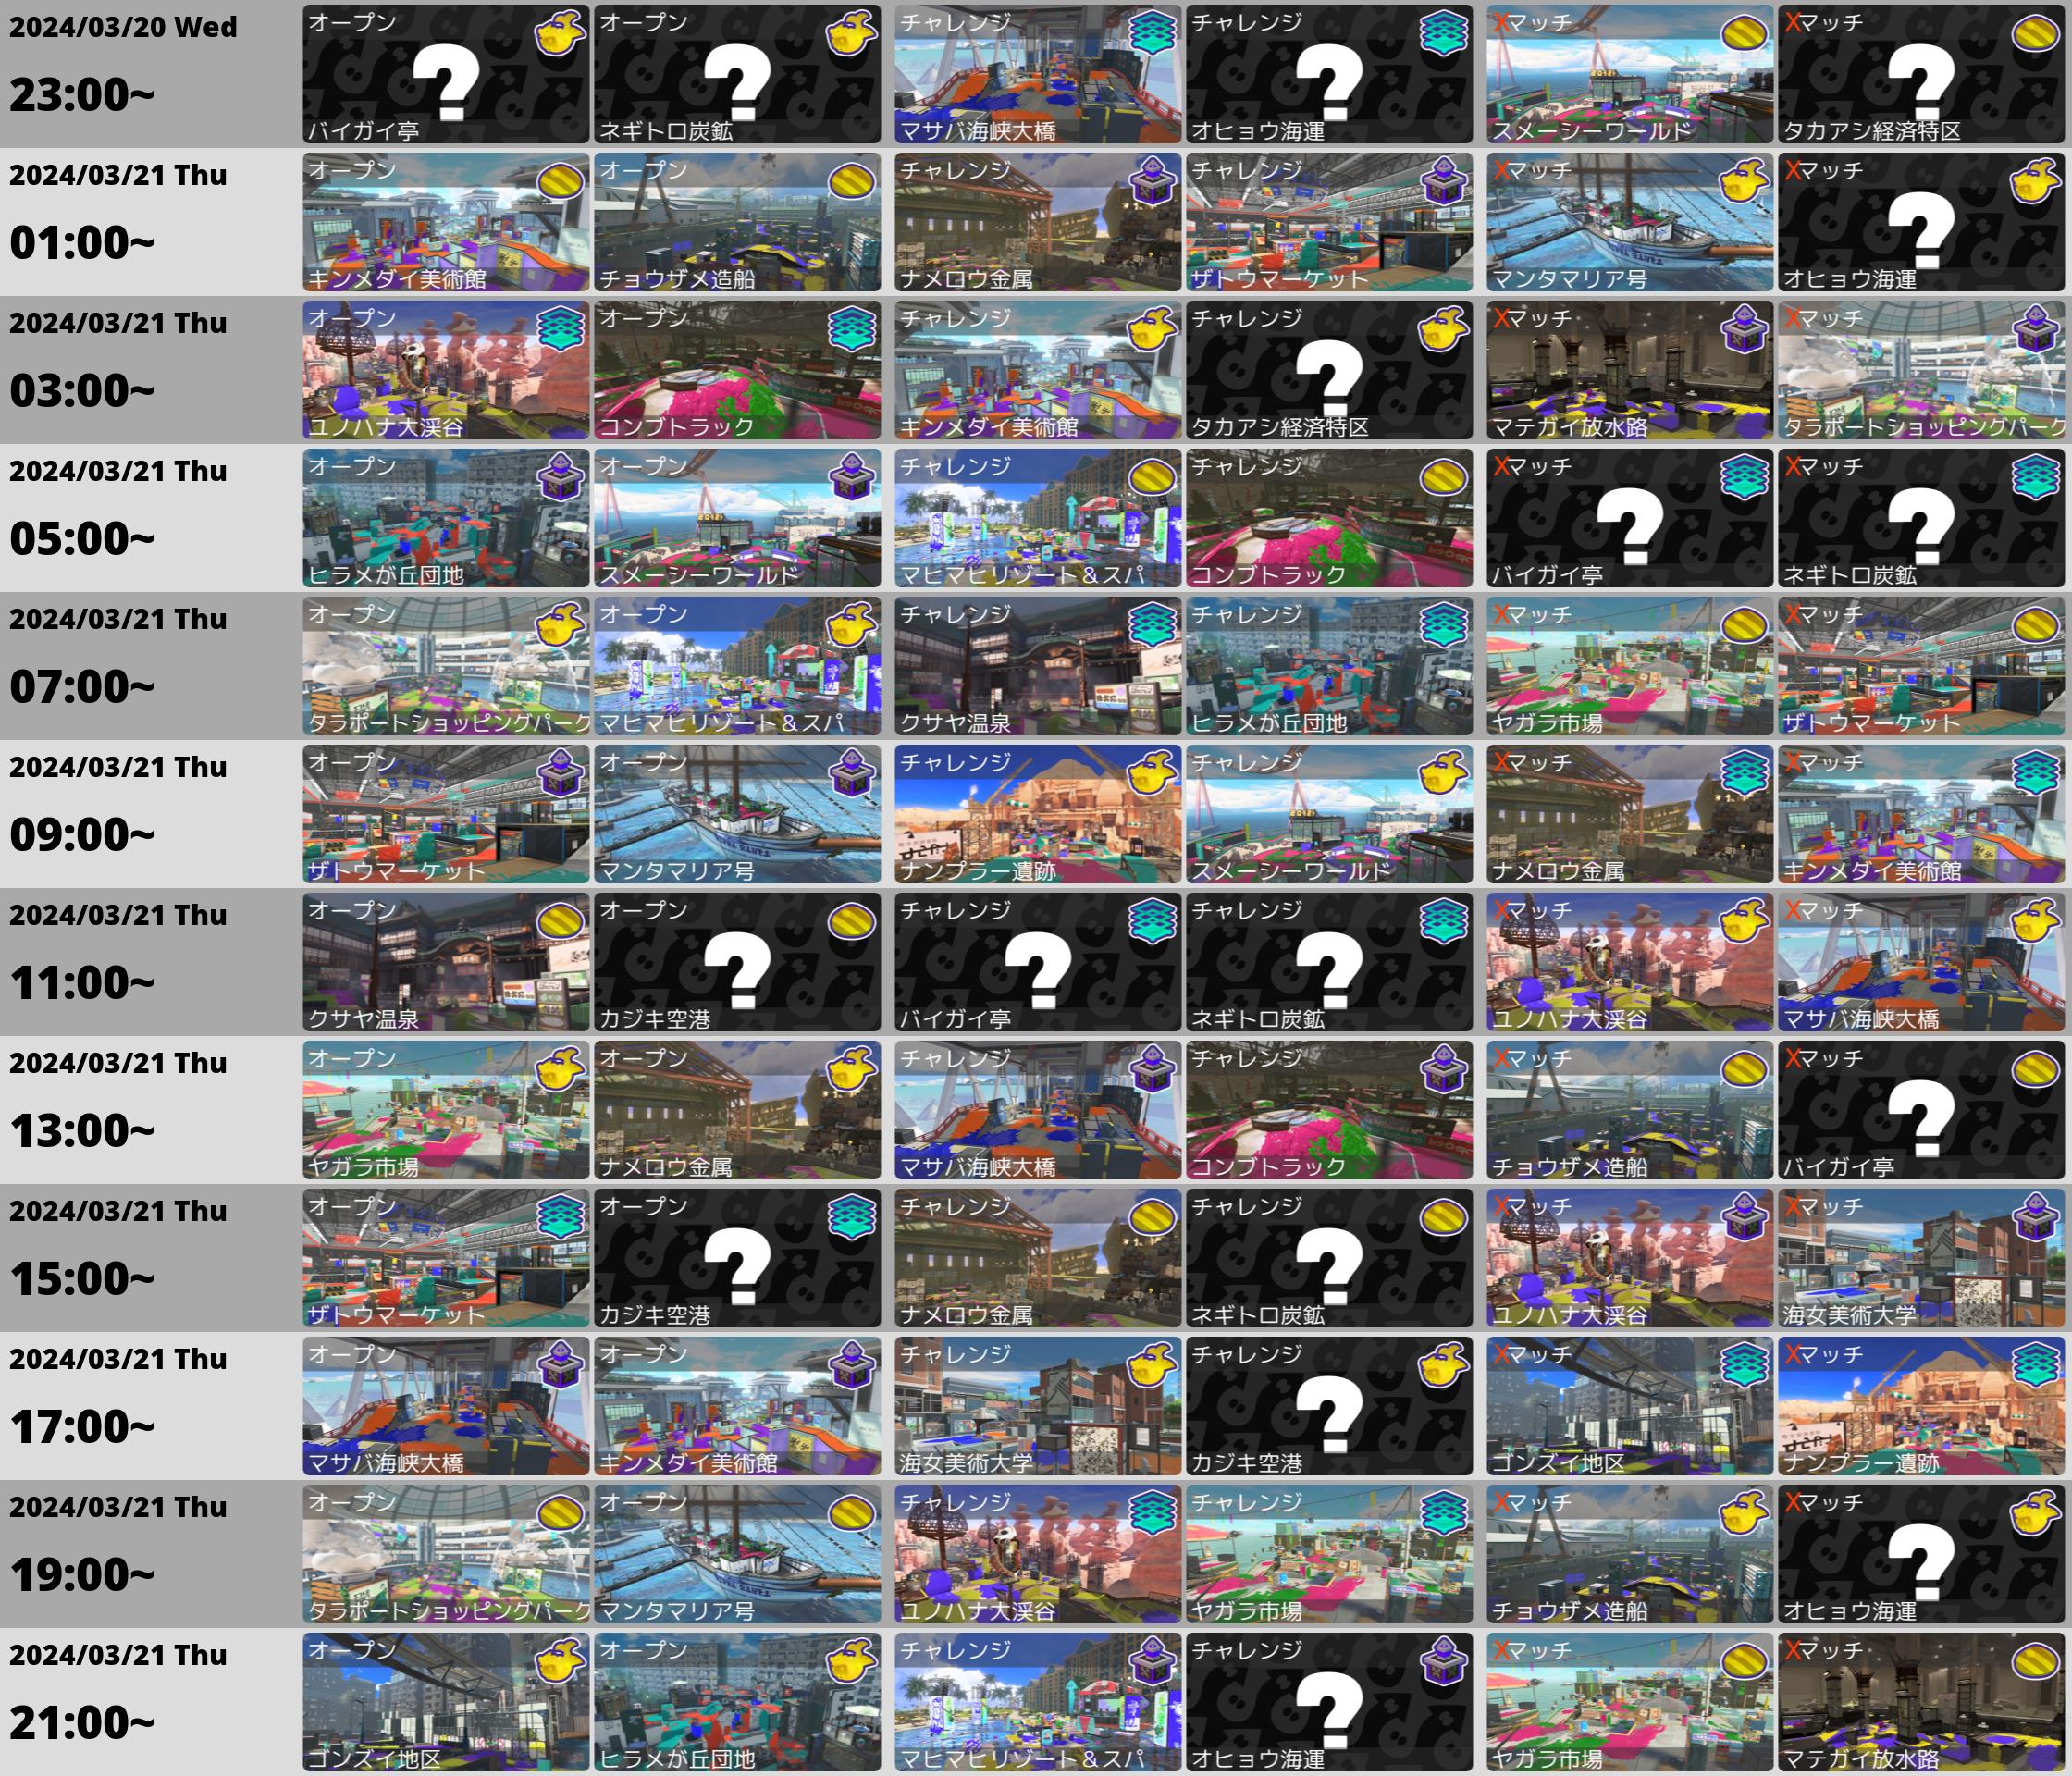 2024/03/20 Wed
23:00~
オープン
バイガイ亭
オープン
ネギトロ炭鉱
チャレンジ
マサバ海峡大橋
チャレンジ
オヒョウ海運
Xマッチ
スメーシーワールド
Xマッチ
タカアシ経済特区
2024/03/21 Thu
01:00~
オープン
キンメダイ美術館
オープン
チョウザメ造船
チャレンジ
ナメロウ金属
チャレンジ
ザトウマーケット
Xマッチ
マンタマリア号
Xマッチ
オヒョウ海運
2024/03/21 Thu
03:00~
オープン
ユノハナ大渓谷
オープン
コンブトラック
チャレンジ
キンメダイ美術館
チャレンジ
タカアシ経済特区
Xマッチ
マテガイ放水路
Xマッチ
タラポートショッピングパーク
2024/03/21 Thu
05:00~
オープン
ヒラメが丘団地
オープン
スメーシーワールド
チャレンジ
マヒマヒリゾート＆スパ
チャレンジ
コンブトラック
Xマッチ
バイガイ亭
Xマッチ
ネギトロ炭鉱
2024/03/21 Thu
07:00~
オープン
タラポートショッピングパーク
オープン
マヒマヒリゾート＆スパ
チャレンジ
クサヤ温泉
チャレンジ
ヒラメが丘団地
Xマッチ
ヤガラ市場
Xマッチ
ザトウマーケット
2024/03/21 Thu
09:00~
オープン
ザトウマーケット
オープン
マンタマリア号
チャレンジ
ナンプラー遺跡
チャレンジ
スメーシーワールド
Xマッチ
ナメロウ金属
Xマッチ
キンメダイ美術館
2024/03/21 Thu
11:00~
オープン
クサヤ温泉
オープン
カジキ空港
チャレンジ
バイガイ亭
チャレンジ
ネギトロ炭鉱
Xマッチ
ユノハナ大渓谷
Xマッチ
マサバ海峡大橋
2024/03/21 Thu
13:00~
オープン
ヤガラ市場
オープン
ナメロウ金属
チャレンジ
マサバ海峡大橋
チャレンジ
コンブトラック
Xマッチ
チョウザメ造船
Xマッチ
バイガイ亭
2024/03/21 Thu
15:00~
オープン
ザトウマーケット
オープン
カジキ空港
チャレンジ
ナメロウ金属
チャレンジ
ネギトロ炭鉱
Xマッチ
ユノハナ大渓谷
Xマッチ
海女美術大学
2024/03/21 Thu
17:00~
オープン
マサバ海峡大橋
オープン
キンメダイ美術館
チャレンジ
海女美術大学
チャレンジ
カジキ空港
Xマッチ
ゴンズイ地区
Xマッチ
ナンプラー遺跡
2024/03/21 Thu
19:00~
オープン
タラポートショッピングパーク
オープン
マンタマリア号
チャレンジ
ユノハナ大渓谷
チャレンジ
ヤガラ市場
Xマッチ
チョウザメ造船
Xマッチ
オヒョウ海運
2024/03/21 Thu
21:00~
オープン
ゴンズイ地区
オープン
ヒラメが丘団地
チャレンジ
マヒマヒリゾート＆スパ
チャレンジ
オヒョウ海運
Xマッチ
ヤガラ市場
Xマッチ
マテガイ放水路